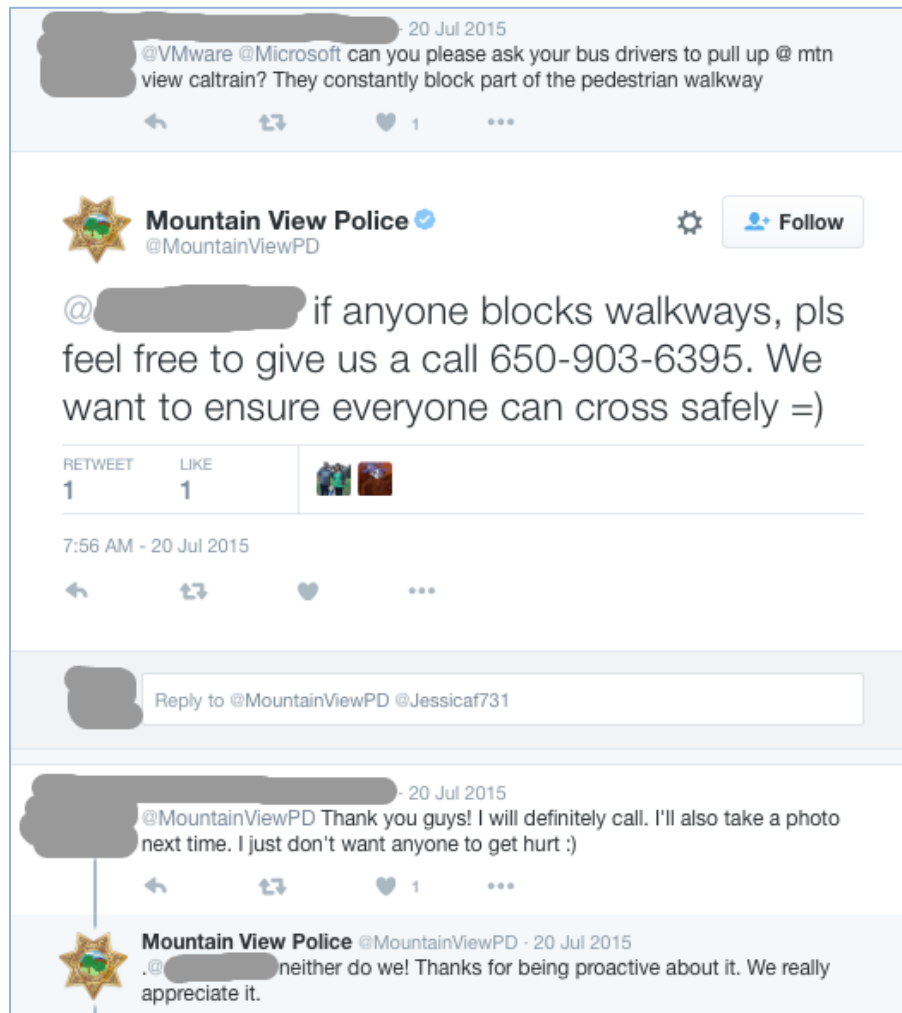 · 20 Jul 2015
@VMware @Microsoft can you please ask your bus drivers to pull up @ mtn
view caltrain? They constantly block part of the pedestrian walkway
1
Mountain View Police
@MountainViewPD
Follow
@ if anyone blocks walkways, pls
feel free to give us a call 650-903-6395. We
want to ensure everyone can cross safely =)
RETWEET LIKE
1 1
7:56 AM - 20 Jul 2015
Reply to @MountainViewPD @Jessicaf731
· 20 Jul 2015
@MountainViewPD Thank you guys! I will definitely call. I'll also take a photo
next time. I just don't want anyone to get hurt :)
1
Mountain View Police @MountainViewPD · 20 Jul 2015
.@ neither do we! Thanks for being proactive about it. We really
appreciate it.